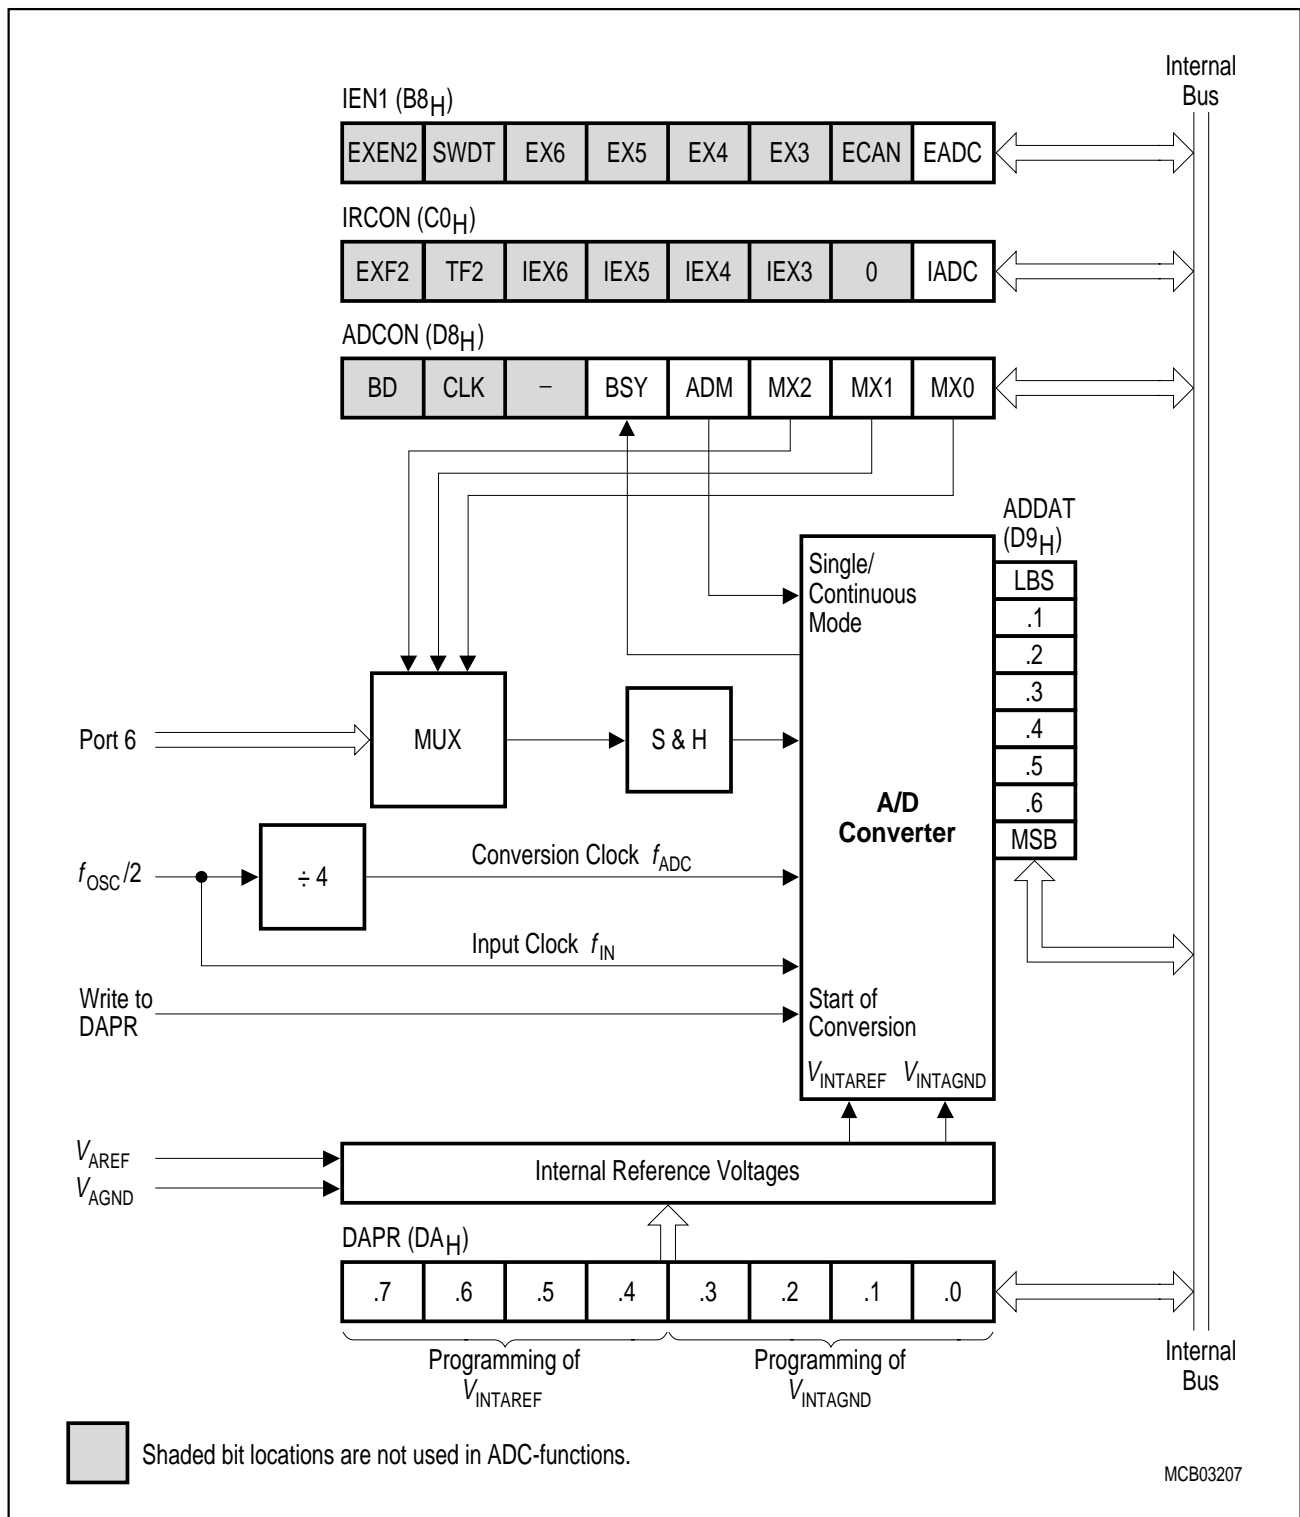 Internal
Bus
IEN1 (B8H)
EXEN2 SWDT EX6 EX5 EX4 EX3 ECAN EADC
IRCON (C0H)
EXF2 TF2 IEX6 IEX5 IEX4 IEX3 0 IADC
ADCON (D8H)
BD CLK – BSY ADM MX2 MX1 MX0
ADDAT
(D9H)
LBS
.1
.2
.3
.4
.5
.6
MSB
Single/
Continuous
Mode
Port 6
MUX
S & H
A/D
Converter
fOSC/2
÷ 4
Conversion Clock fADC
Input Clock fIN
Write to
DAPR
Start of
Conversion
VINTAREF VINTAGND
VAREF
VAGND
Internal Reference Voltages
DAPR (DAH)
.7 .6 .5 .4 .3 .2 .1 .0
Programming of
VINTAREF
Programming of
VINTAGND
Internal
Bus
Shaded bit locations are not used in ADC-functions.
MCB03207